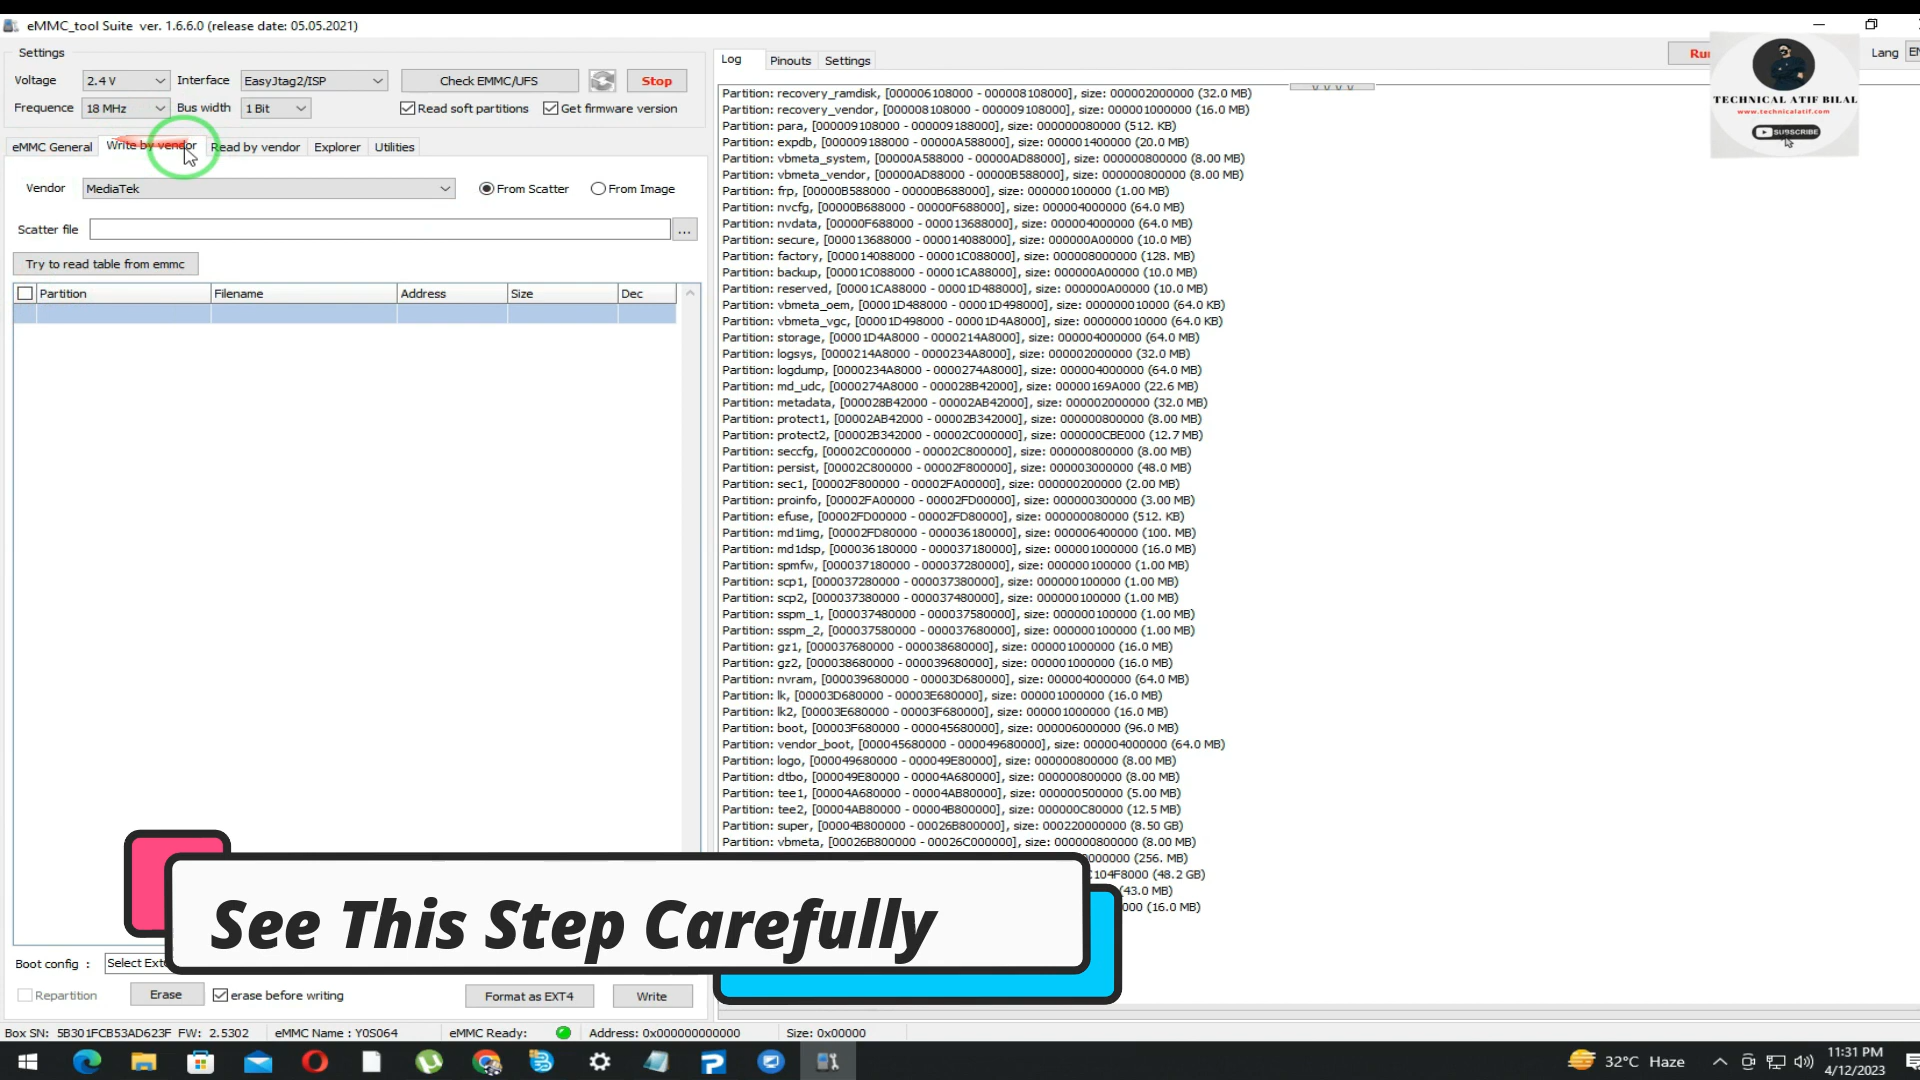 eMMC_tool Suite ver. 1.6.6.0 (release date: 05.05.2021)
Settings
Voltage 2.4 V Interface EasyJtag2/ISP Check EMMC/UFS Stop
Frequency 18 MHz Bus width 1 Bit Read soft partitions Get firmware version
eMMC General Write by vendor Read by vendor Explorer Utilities
Vendor MediaTek From Scatter From Image
Scatter file ...
Try to read table from emmc
Partition Filename Address Size Dec
See This Step Carefully
Boot config :
Repartition Erase erase before writing Format as EXT4 Write
Log Pinouts Settings
Lang
TECHNICAL ATIF BILAL
www.technicalatif.com
SUBSCRIBE
Partition: recovery_ramdisk, [000006108000 - 000008108000], size: 000002000000 (32.0 MB)
Partition: recovery_vendor, [000008108000 - 000009108000], size: 000001000000 (16.0 MB)
Partition: para, [000009108000 - 000009188000], size: 000000080000 (512. KB)
Partition: expdb, [000009188000 - 00000A588000], size: 000001400000 (20.0 MB)
Partition: vbmeta_system, [00000A588000 - 00000AD88000], size: 000000800000 (8.00 MB)
Partition: vbmeta_vendor, [00000AD88000 - 00000B588000], size: 000000800000 (8.00 MB)
Partition: frp, [00000B588000 - 00000B688000], size: 000000100000 (1.00 MB)
Partition: nvcfg, [00000B688000 - 00000F688000], size: 000004000000 (64.0 MB)
Partition: nvdata, [00000F688000 - 000013688000], size: 000004000000 (64.0 MB)
Partition: secure, [000013688000 - 000014088000], size: 000000A00000 (10.0 MB)
Partition: factory, [000014088000 - 00001C088000], size: 000008000000 (128. MB)
Partition: backup, [00001C088000 - 00001CA88000], size: 000000A00000 (10.0 MB)
Partition: reserved, [00001CA88000 - 00001D488000], size: 000000A00000 (10.0 MB)
Partition: vbmeta_oem, [00001D488000 - 00001D498000], size: 000000010000 (64.0 KB)
Partition: vbmeta_vgc, [00001D498000 - 00001D4A8000], size: 000000010000 (64.0 KB)
Partition: storage, [00001D4A8000 - 0000214A8000], size: 000004000000 (64.0 MB)
Partition: logsys, [0000214A8000 - 0000234A8000], size: 000002000000 (32.0 MB)
Partition: logdump, [0000234A8000 - 0000274A8000], size: 000004000000 (64.0 MB)
Partition: md_udc, [0000274A8000 - 000028B42000], size: 00000169A000 (22.6 MB)
Partition: metadata, [000028B42000 - 00002AB42000], size: 000002000000 (32.0 MB)
Partition: protect1, [00002AB42000 - 00002B342000], size: 000000800000 (8.00 MB)
Partition: protect2, [00002B342000 - 00002C000000], size: 000000CBE000 (12.7 MB)
Partition: seccfg, [00002C000000 - 00002C800000], size: 000000800000 (8.00 MB)
Partition: persist, [00002C800000 - 00002F800000], size: 000003000000 (48.0 MB)
Partition: sec1, [00002F800000 - 00002FA00000], size: 000000200000 (2.00 MB)
Partition: proinfo, [00002FA00000 - 00002FD00000], size: 000000300000 (3.00 MB)
Partition: efuse, [00002FD00000 - 00002FD80000], size: 000000080000 (512. KB)
Partition: md1img, [00002FD80000 - 000036180000], size: 000006400000 (100. MB)
Partition: md1dsp, [000036180000 - 000037180000], size: 000001000000 (16.0 MB)
Partition: spmfw, [000037180000 - 000037280000], size: 000000100000 (1.00 MB)
Partition: scp1, [000037280000 - 000037380000], size: 000000100000 (1.00 MB)
Partition: scp2, [000037380000 - 000037480000], size: 000000100000 (1.00 MB)
Partition: sspm_1, [000037480000 - 000037580000], size: 000000100000 (1.00 MB)
Partition: sspm_2, [000037580000 - 000037680000], size: 000000100000 (1.00 MB)
Partition: gz1, [000037680000 - 000038680000], size: 000001000000 (16.0 MB)
Partition: gz2, [000038680000 - 000039680000], size: 000001000000 (16.0 MB)
Partition: nvram, [000039680000 - 00003D680000], size: 000004000000 (64.0 MB)
Partition: lk, [00003D680000 - 00003E680000], size: 000001000000 (16.0 MB)
Partition: lk2, [00003E680000 - 00003F680000], size: 000001000000 (16.0 MB)
Partition: boot, [00003F680000 - 000045680000], size: 000006000000 (96.0 MB)
Partition: vendor_boot, [000045680000 - 000049680000], size: 000004000000 (64.0 MB)
Partition: logo, [000049680000 - 000049E80000], size: 000000800000 (8.00 MB)
Partition: dtbo, [000049E80000 - 00004A680000], size: 000000800000 (8.00 MB)
Partition: tee1, [00004A680000 - 00004AB80000], size: 000000500000 (5.00 MB)
Partition: tee2, [00004AB80000 - 00004B800000], size: 000000C80000 (12.5 MB)
Partition: super, [00004B800000 - 00026B800000], size: 000220000000 (8.50 GB)
Partition: vbmeta, [00026B800000 - 00026C000000], size: 000000800000 (8.00 MB)
(256. MB)
(48.2 GB)
(43.0 MB)
(16.0 MB)
Box SN: 5B301FCB53AD623F FW: 2.5302 eMMC Name : Y0S064 eMMC Ready: Address: 0x000000000000 Size: 0x00000
32°C Haze
11:31 PM
4/12/2023